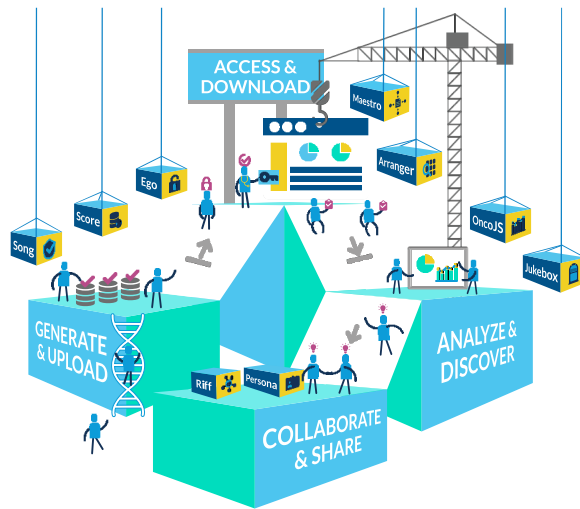 ACCESS &
DOWNLOAD
Maestro
Arranger
Ego
Score
Song
OncoJS
Jukebox
GENERATE
& UPLOAD
ANALYZE &
DISCOVER
Riff
Persona
COLLABORATE
& SHARE